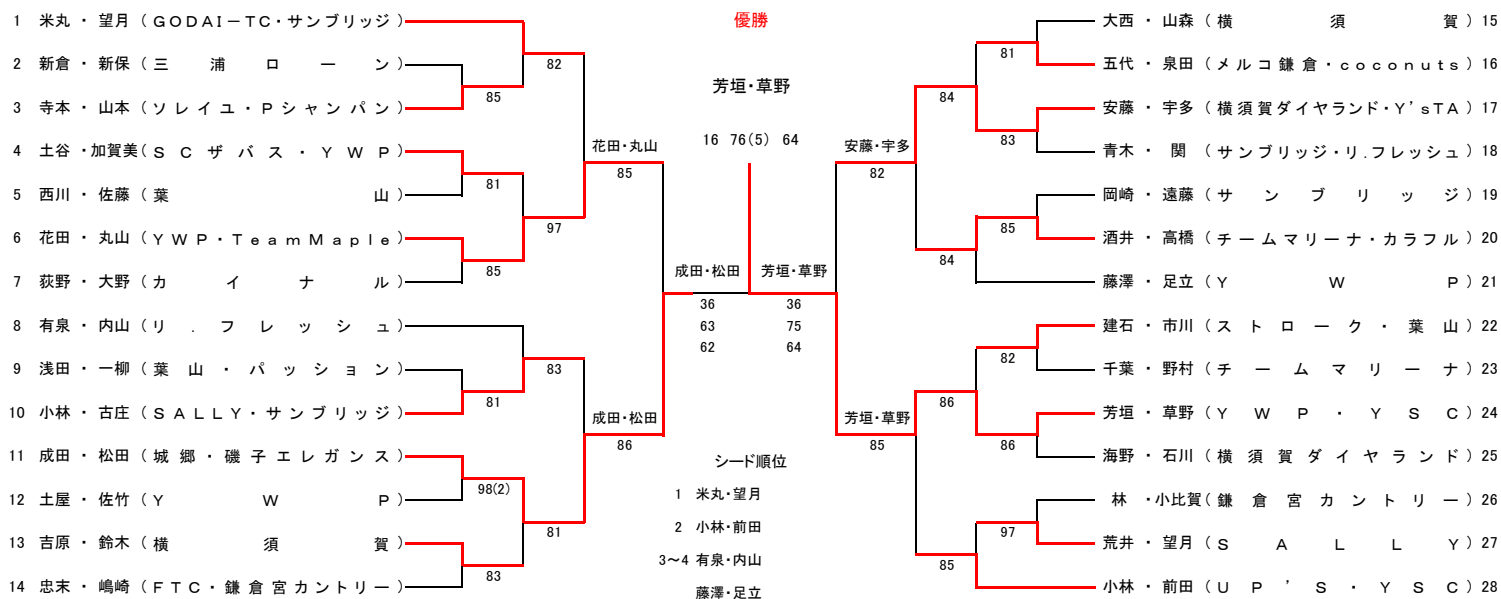 優勝
芳垣・草野
16 76(5) 64
1 米丸 ・ 望月 (GODAI-TC・サンブリッジ)
2 新倉 ・ 新保 (三浦ローン)
85
3 寺本 ・ 山本 (ソレイユ・Pシャンパン)
82
4 土谷 ・加賀美(SCザバス・YWP)
81
5 西川 ・ 佐藤 (葉山)
97
6 花田 ・ 丸山 (YWP・TeamMaple)
85
7 荻野 ・ 大野 (カイナル)
花田・丸山
85
8 有泉 ・ 内山 (リ.フレッシュ)
83
9 浅田 ・ 一柳 (葉山・パッション)
81
10 小林 ・ 古庄 (SALLY・サンブリッジ)
成田・松田
86
11 成田 ・ 松田 (城郷・磯子エレガンス)
98(2)
12 土屋 ・ 佐竹 (YWP)
81
13 吉原 ・ 鈴木 (横須賀)
83
14 忠末 ・ 嶋崎 (FTC・鎌倉宮カントリー)
成田・松田
36
63
62
芳垣・草野
36
75
64
大西 ・ 山森 (横須賀) 15
81
五代 ・ 泉田 (メルコ鎌倉・coconuts) 16
84
安藤 ・ 宇多 (横須賀ダイヤランド・Y'sTA) 17
83
青木 ・ 関 (サンブリッジ・リ.フレッシュ) 18
安藤・宇多
82
岡崎 ・ 遠藤 (サンブリッジ) 19
85
酒井 ・ 高橋 (チームマリーナ・カラフル) 20
84
藤澤 ・ 足立 (YWP) 21
建石 ・ 市川 (ストローク・葉山) 22
82
千葉 ・ 野村 (チームマリーナ) 23
86
芳垣 ・ 草野 (YWP・YSC) 24
86
海野 ・ 石川 (横須賀ダイヤランド) 25
芳垣・草野
85
林 ・小比賀(鎌倉宮カントリー) 26
97
荒井 ・ 望月 (SALLY) 27
85
小林 ・ 前田 (UP'S・YSC) 28
シード順位
1 米丸・望月
2 小林・前田
3~4 有泉・内山
藤澤・足立